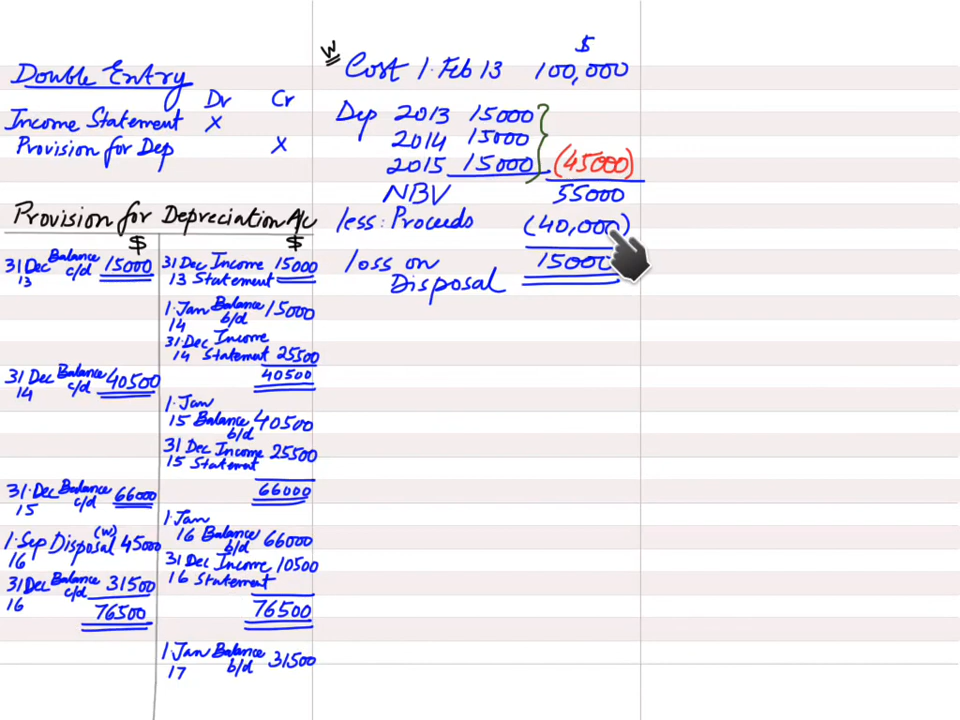 Double Entry
Dr Cr
Income Statement X
Provision for Dep X
Provision for Depreciation A/c
$ $
31 Dec 13 Balance c/d 15000
31 Dec 13 Income Statement 15000
1 Jan 14 Balance b/d 15000
31 Dec 14 Income Statement 25500
31 Dec 14 Balance c/d 40500
40500
1 Jan 15 Balance b/d 40500
31 Dec 15 Income Statement 25500
31 Dec 15 Balance c/d 66000
66000
1 Jan 16 Balance b/d 66000
1 Sep 16 Disposal (W) 45000
31 Dec 16 Income Statement 10500
31 Dec 16 Balance c/d 31500
76500 76500
1 Jan 17 Balance b/d 31500
W
$
Cost 1 Feb 13 100,000
Dep 2013 15000
2014 15000
2015 15000 (45000)
NBV 55000
less: Proceeds (40,000)
loss on Disposal 15000